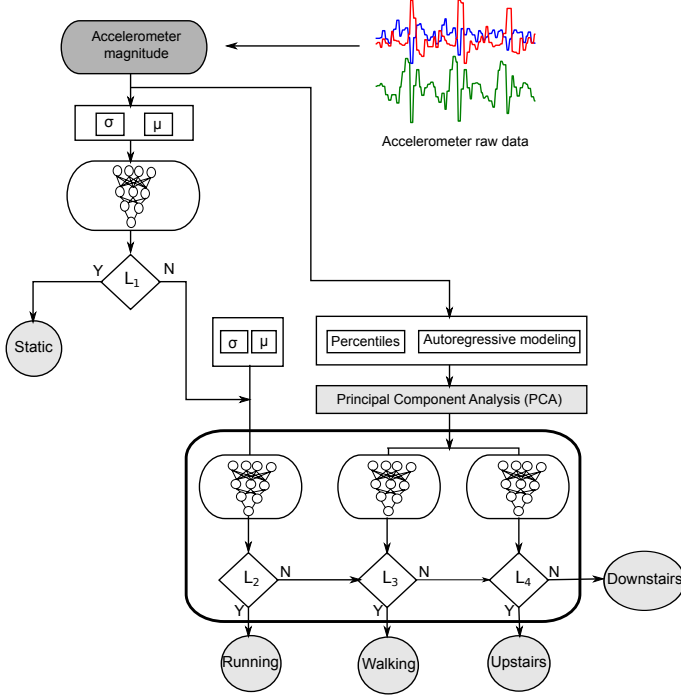 Accelerometer
magnitude
Accelerometer raw data
σ
μ
Y
L1
N
Static
σ
μ
Percentiles
Autoregressive modeling
Principal Component Analysis (PCA)
L2
N
L3
N
L4
N
Downstairs
Y
Y
Y
Running
Walking
Upstairs